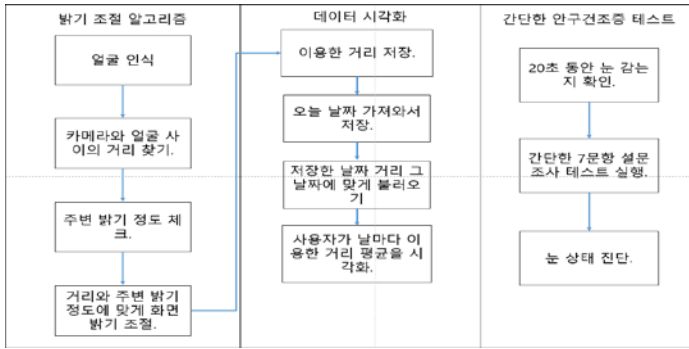 밝기 조절 알고리즘
얼굴 인식
카메라와 얼굴 사
이의 거리 찾기.
주변 밝기 정도 체
크.
거리와 주변 밝기
정도에 맞게 화면
밝기 조절.
데이터 시각화
이용한 거리 저장.
오늘 날짜 가져와서
저장.
저장한 날짜 거리 그
날짜에 맞게 불러오
기
사용자가 날마다 이
용한 거리 평균을 시
각화.
간단한 안구건조증 테스트
20초 동안 눈 감는
지 확인.
간단한 7문항 설문
조사 테스트 실행.
눈 상태 진단.